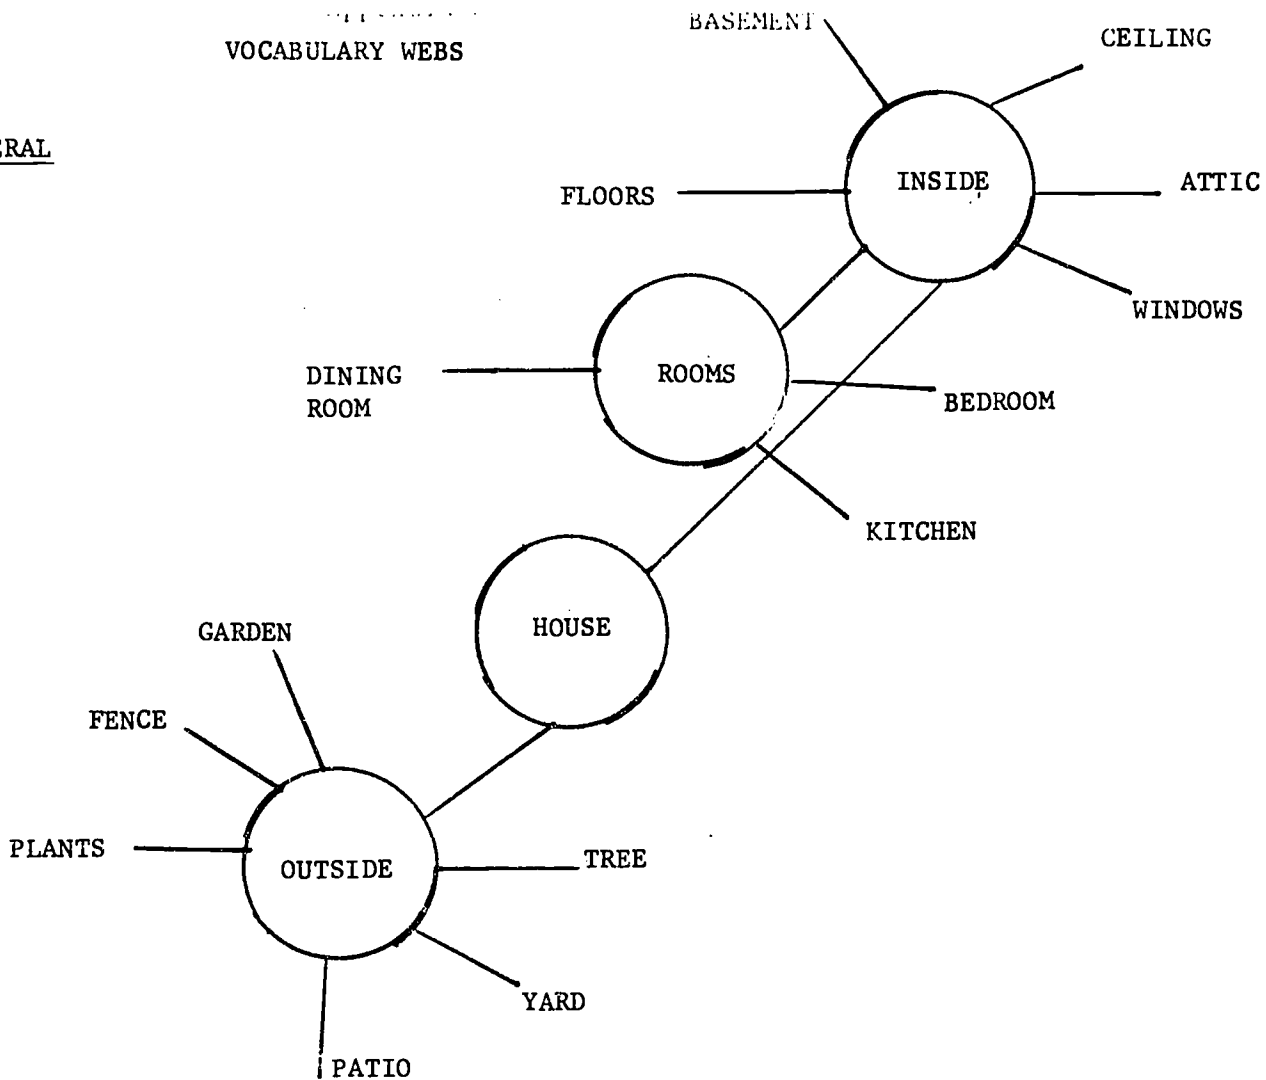 VOCABULARY WEBS
BASEMENT
CEILING
ERAL
INSIDE
ATTIC
FLOORS
WINDOWS
ROOMS
DINING
ROOM
BEDROOM
KITCHEN
HOUSE
GARDEN
FENCE
PLANTS
OUTSIDE
TREE
YARD
PATIO